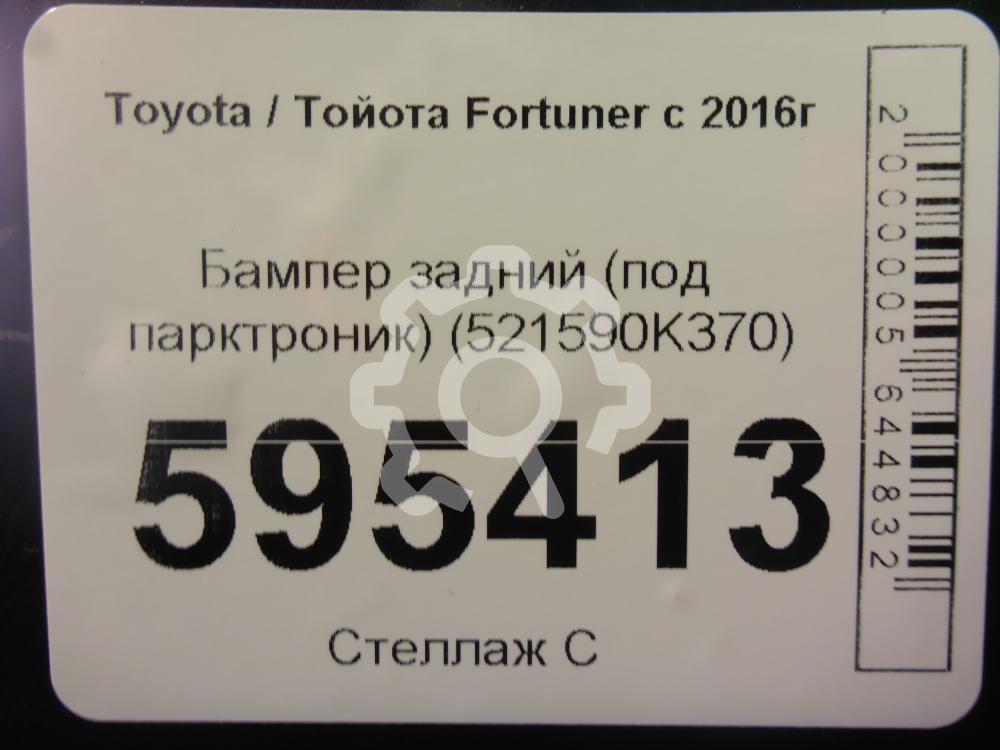 Toyota / Тойота Fortuner с 2016г
Бампер задний (под
парктроник) (521590K370)
595413
Стеллаж С
2000005644832